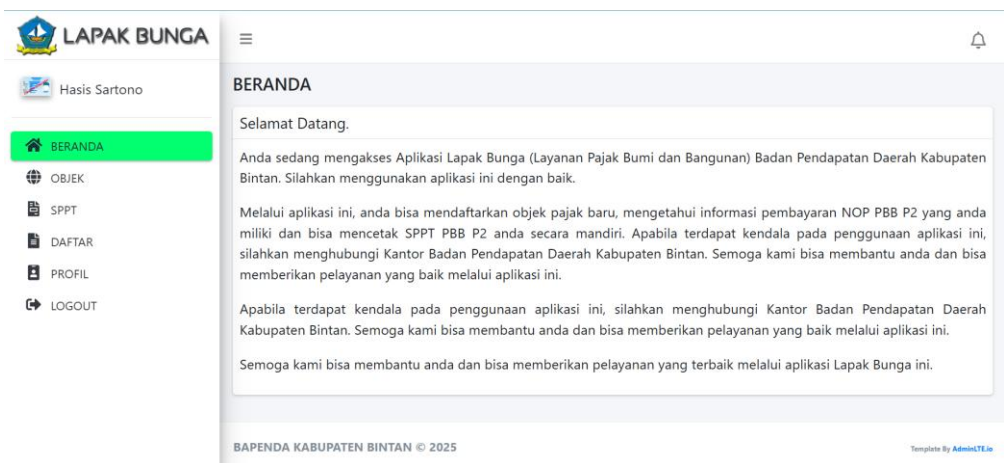 LAPAK BUNGA
Hasis Sartono
BERANDA
OBJEK
SPPT
DAFTAR
PROFIL
LOGOUT
BERANDA
Selamat Datang.
Anda sedang mengakses Aplikasi Lapak Bunga (Layanan Pajak Bumi dan Bangunan) Badan Pendapatan Daerah Kabupaten
Bintan. Silahkan menggunakan aplikasi ini dengan baik.
Melalui aplikasi ini, anda bisa mendaftarkan objek pajak baru, mengetahui informasi pembayaran NOP PBB P2 yang anda
miliki dan bisa mencetak SPPT PBB P2 anda secara mandiri. Apabila terdapat kendala pada penggunaan aplikasi ini,
silahkan menghubungi Kantor Badan Pendapatan Daerah Kabupaten Bintan. Semoga kami bisa membantu anda dan bisa
memberikan pelayanan yang baik melalui aplikasi ini.
Apabila terdapat kendala pada penggunaan aplikasi ini, silahkan menghubungi Kantor Badan Pendapatan Daerah
Kabupaten Bintan. Semoga kami bisa membantu anda dan bisa memberikan pelayanan yang baik melalui aplikasi ini.
Semoga kami bisa membantu anda dan bisa memberikan pelayanan yang terbaik melalui aplikasi Lapak Bunga ini.
BAPENDA KABUPATEN BINTAN © 2025
Template By AdminLTE.io